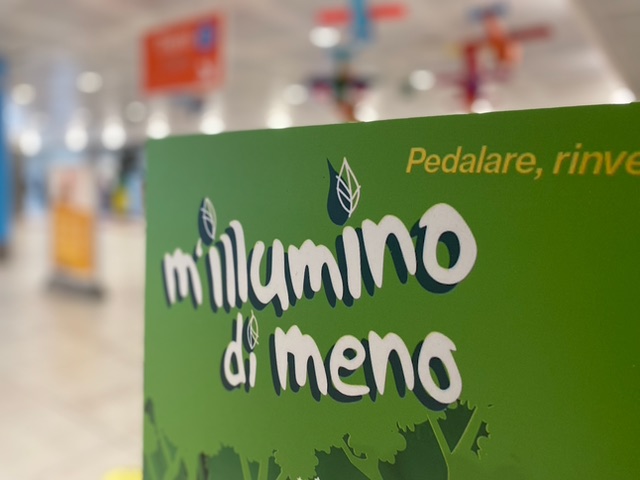 Pedalare,
m'illumino
di meno